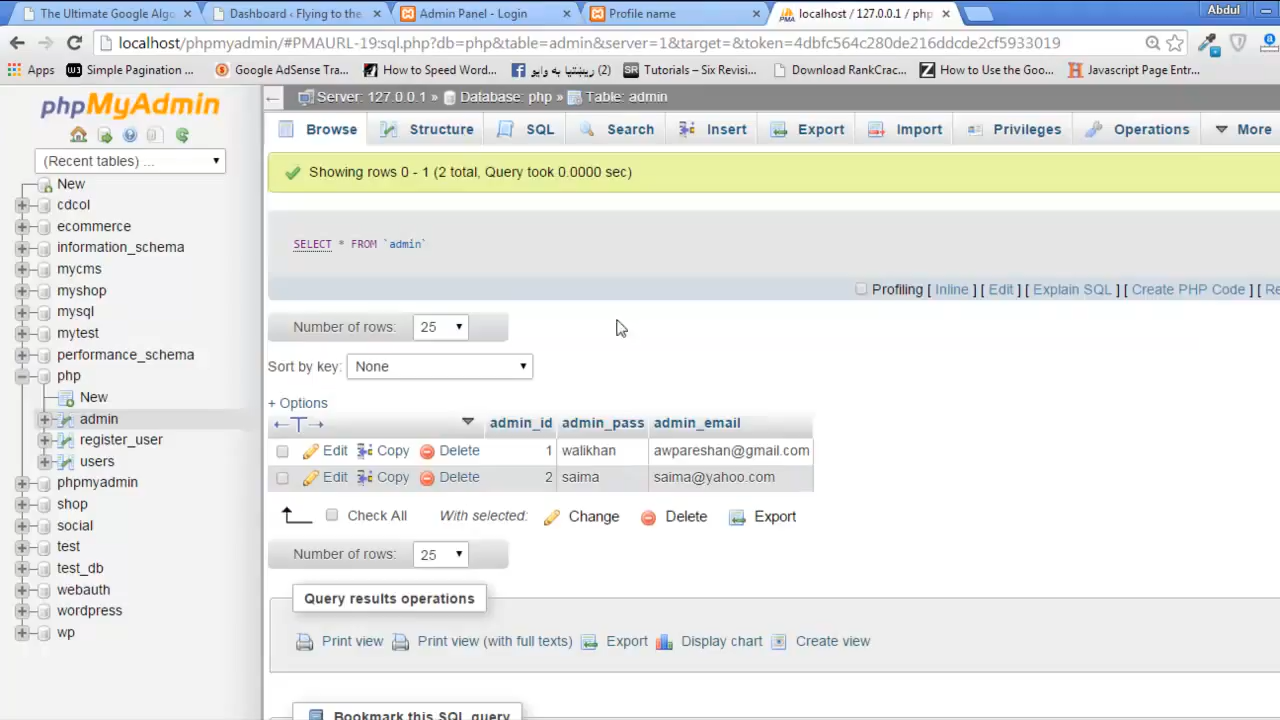 The Ultimate Google Algo × Dashboard ‹ Flying to the. × Admin Panel - Login × Profile name × localhost / 127.0.0.1 / php × Abdul
localhost/phpmyadmin/#PMAURL-19:sql.php?db=php&table=admin&server=1&target=&token=4dbfc564c280de216ddcde2cf5933019
Apps Simple Pagination ... Google AdSense Tra... How to Speed Word... (2) رښتیا به وایو Tutorials – Six Revisi... Download RankCrac... How to Use the Goo... Javascript Page Entr...
phpMyAdmin
(Recent tables) ...
New
cdcol
ecommerce
information_schema
mycms
myshop
mysql
mytest
performance_schema
php
New
admin
register_user
users
phpmyadmin
shop
social
test
test_db
webauth
wordpress
wp
Server: 127.0.0.1 » Database: php » Table: admin
Browse Structure SQL Search Insert Export Import Privileges Operations More
Showing rows 0 - 1 (2 total, Query took 0.0000 sec)
SELECT * FROM `admin`
Profiling [ Inline ] [ Edit ] [ Explain SQL ] [ Create PHP Code ] [ Re
Number of rows: 25
Sort by key: None
+ Options
←T→ admin_id admin_pass admin_email
Edit Copy Delete 1 walikhan awpareshan@gmail.com
Edit Copy Delete 2 saima saima@yahoo.com
Check All With selected: Change Delete Export
Number of rows: 25
Query results operations
Print view Print view (with full texts) Export Display chart Create view
Bookmark this SQL query